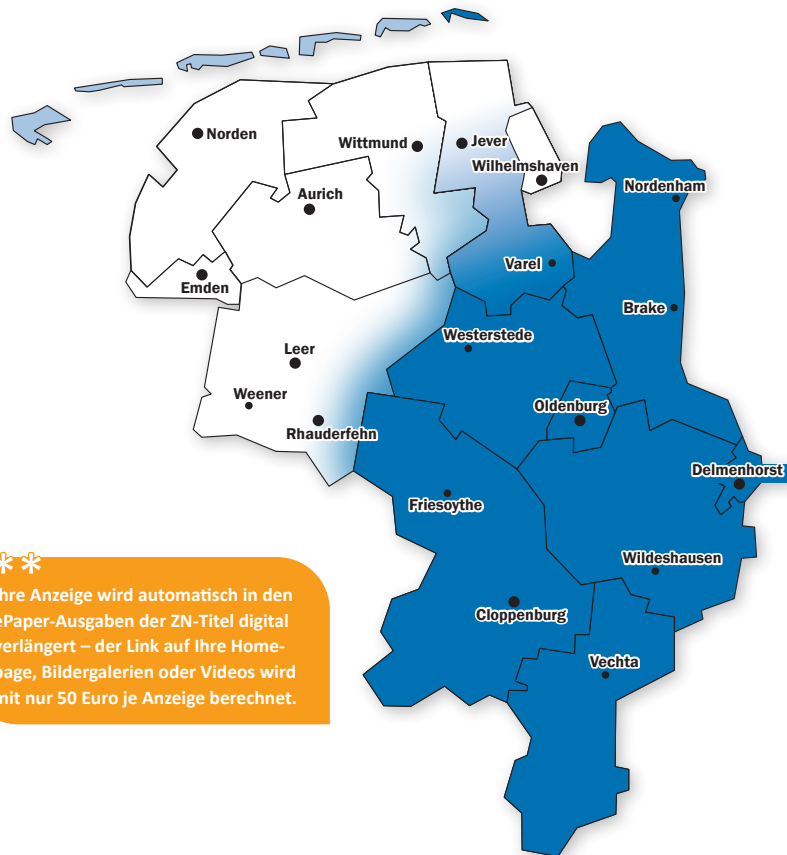 Norden
Wittmund
Jever
Wilhelmshaven
Nordenham
Aurich
Varel
Emden
Brake
Westerstede
Leer
Weener
Oldenburg
Rhauderfehn
Delmenhorst
Friesoythe
Wildeshausen
Cloppenburg
Vechta
**
hre Anzeige wird automatisch in den
ePaper-Ausgaben der ZN-Titel digital
verlängert – der Link auf Ihre Home-
page, Bildergalerien oder Videos wird
mit nur 50 Euro je Anzeige berechnet.